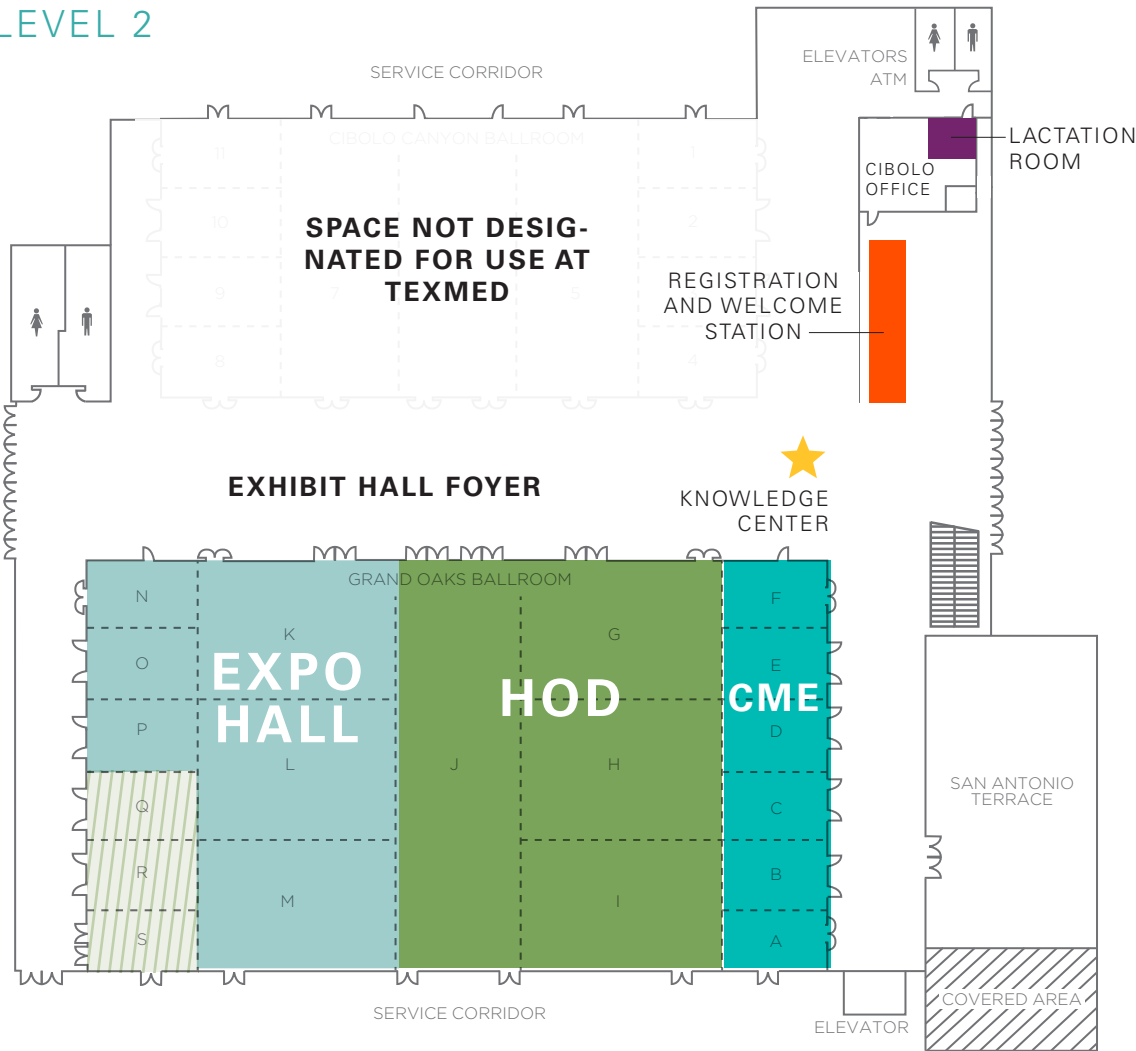 LEVEL 2
SERVICE CORRIDOR
ELEVATORS
ATM
CIBOLO CANYON BALLROOM
11
1
LACTATION
ROOM
CIBOLO
OFFICE
10
2
SPACE NOT DESIG-
NATED FOR USE AT
TEXMED
9
7
5
REGISTRATION
AND WELCOME
STATION
8
4
EXHIBIT HALL FOYER
KNOWLEDGE
CENTER
GRAND OAKS BALLROOM
N
F
K
G
O
E
EXPO
HALL
HOD
CME
P
D
L
J
H
SAN ANTONIO
TERRACE
Q
C
R
B
M
I
S
A
COVERED AREA
SERVICE CORRIDOR
ELEVATOR